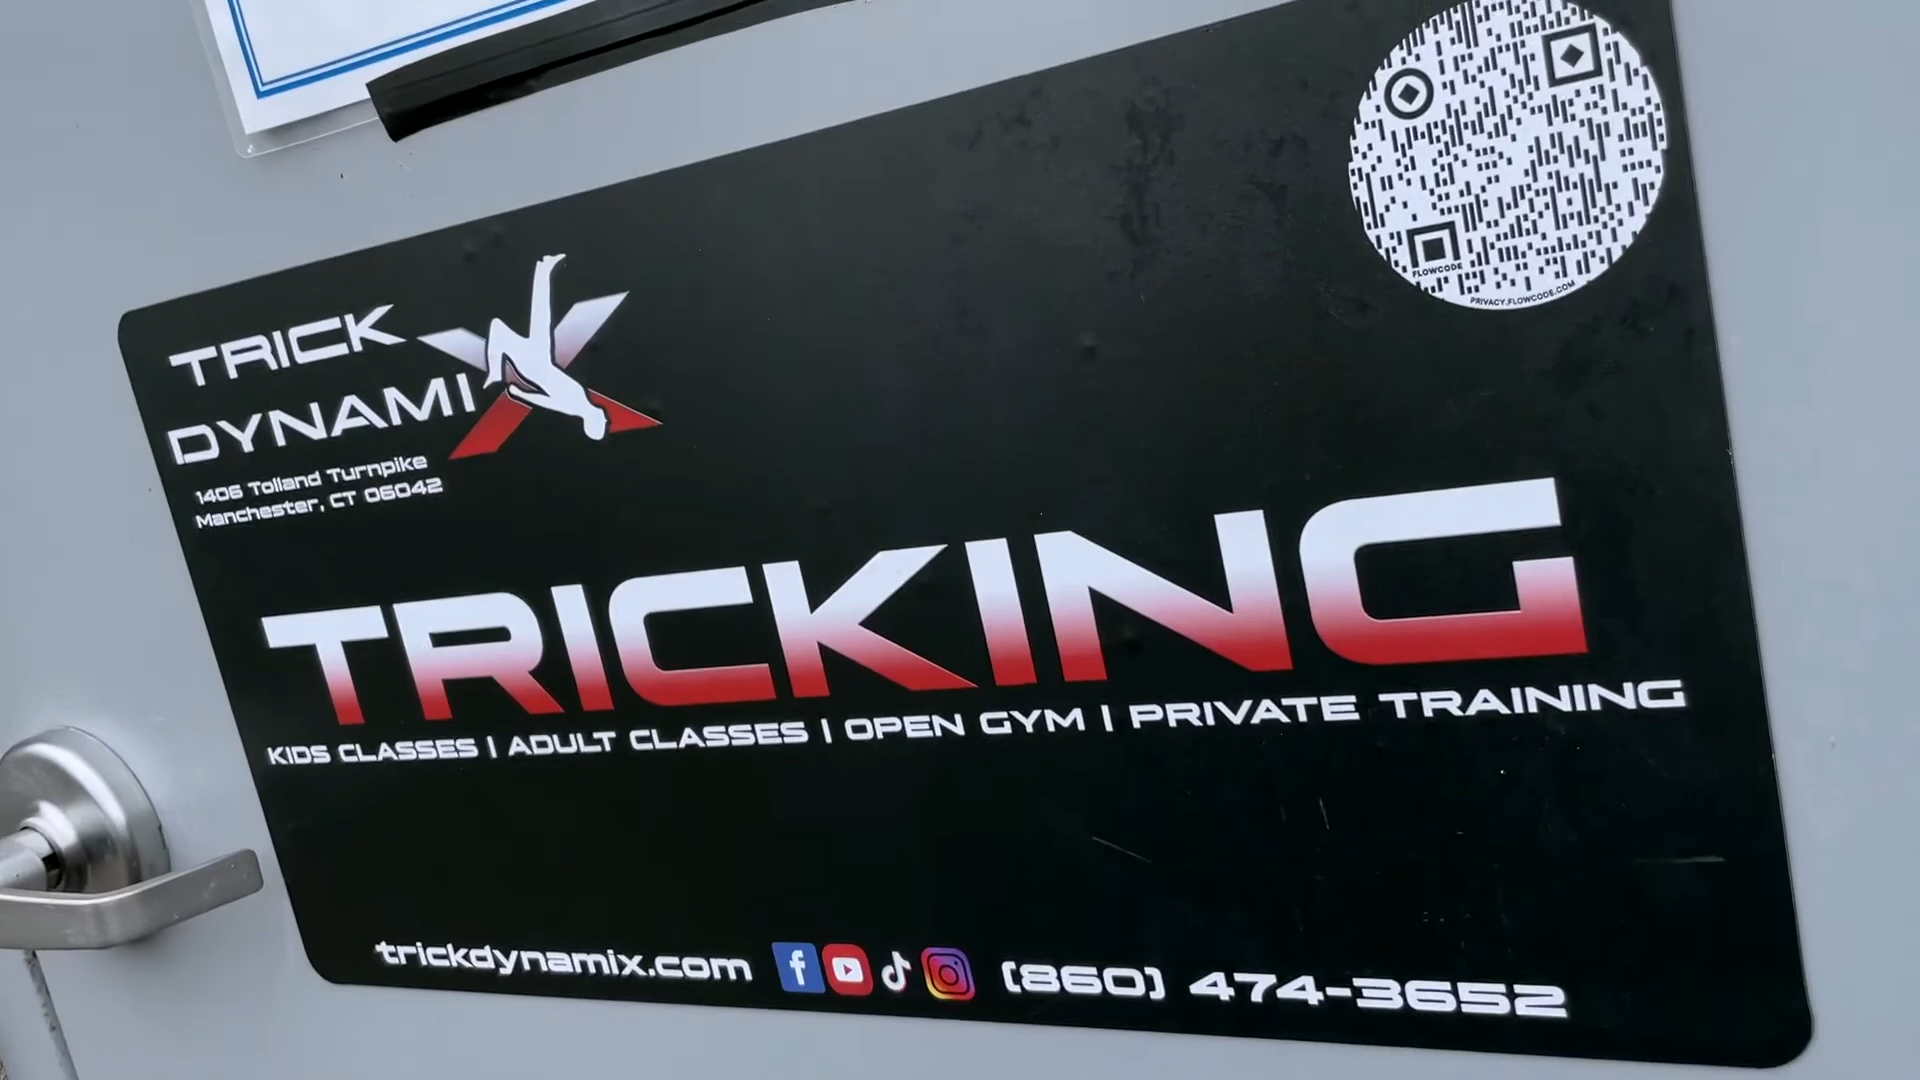 TRICK
DYNAMIX
1406 Tolland Turnpike
Manchester, CT 06042
FLOWCODE
PRIVACY.FLOWCODE.COM
TRICKING
KIDS CLASSES | ADULT CLASSES | OPEN GYM | PRIVATE TRAINING
trickdynamix.com (860) 474-3652